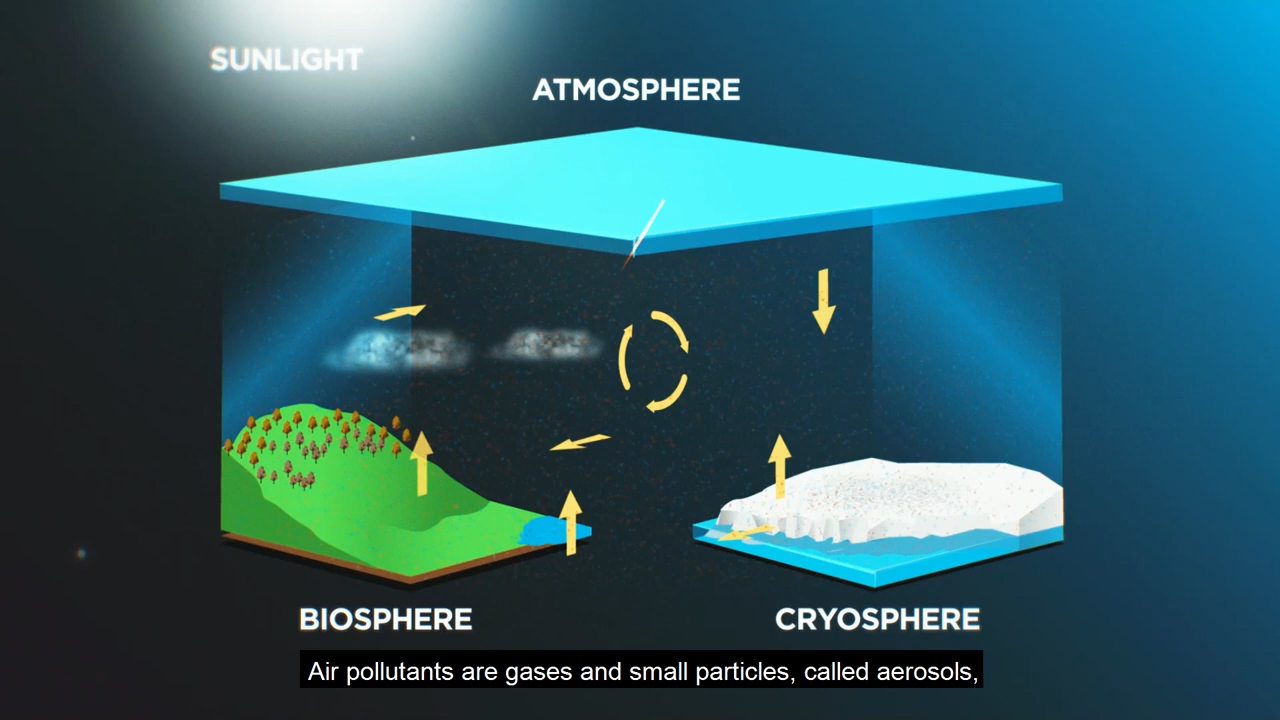 SUNLIGHT
ATMOSPHERE
BIOSPHERE
CRYOSPHERE
Air pollutants are gases and small particles, called aerosols,